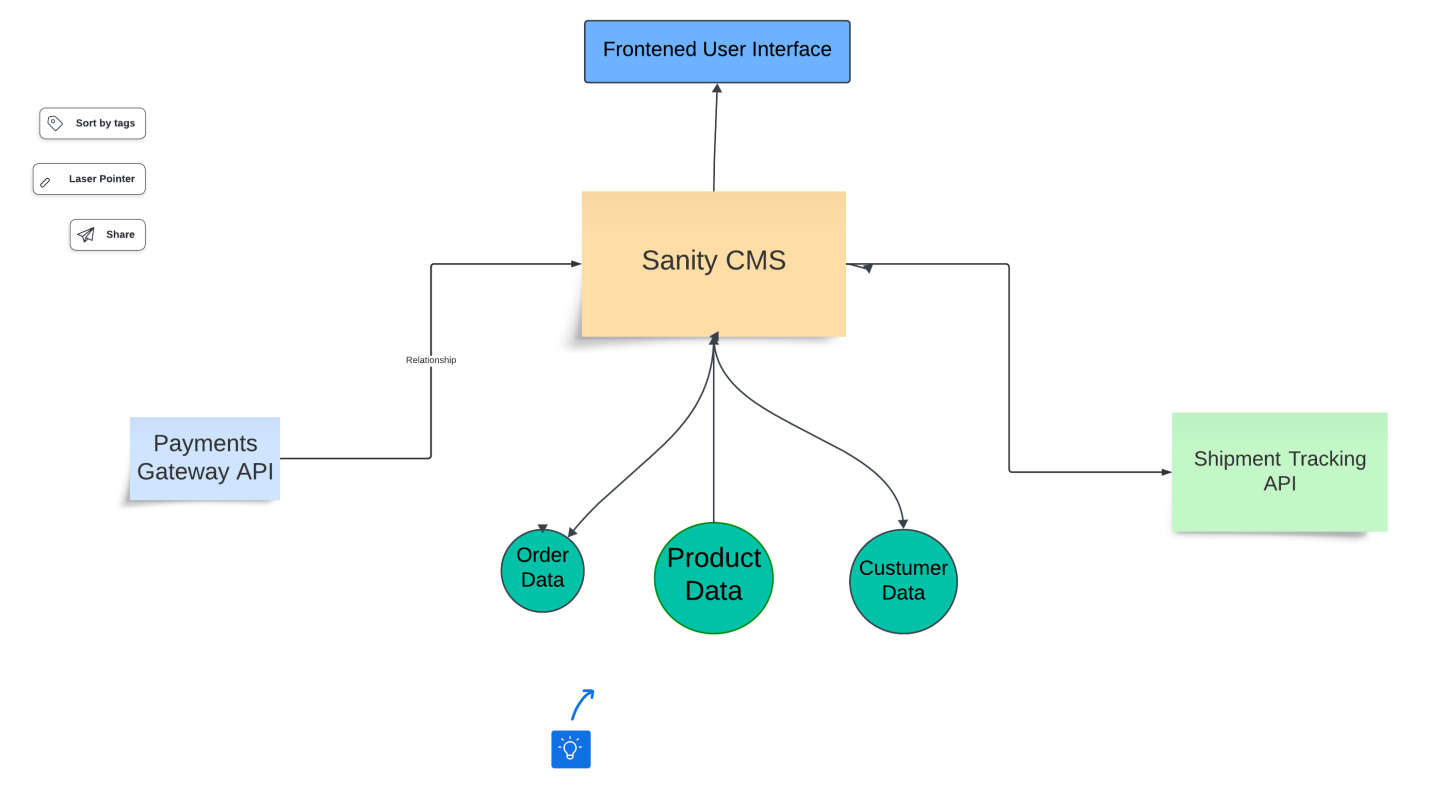 Frontened User Interface
Sort by tags
Laser Pointer
Share
Sanity CMS
Relationship
Payments
Gateway API
Shipment Tracking
API
Order
Data
Product
Data
Custumer
Data